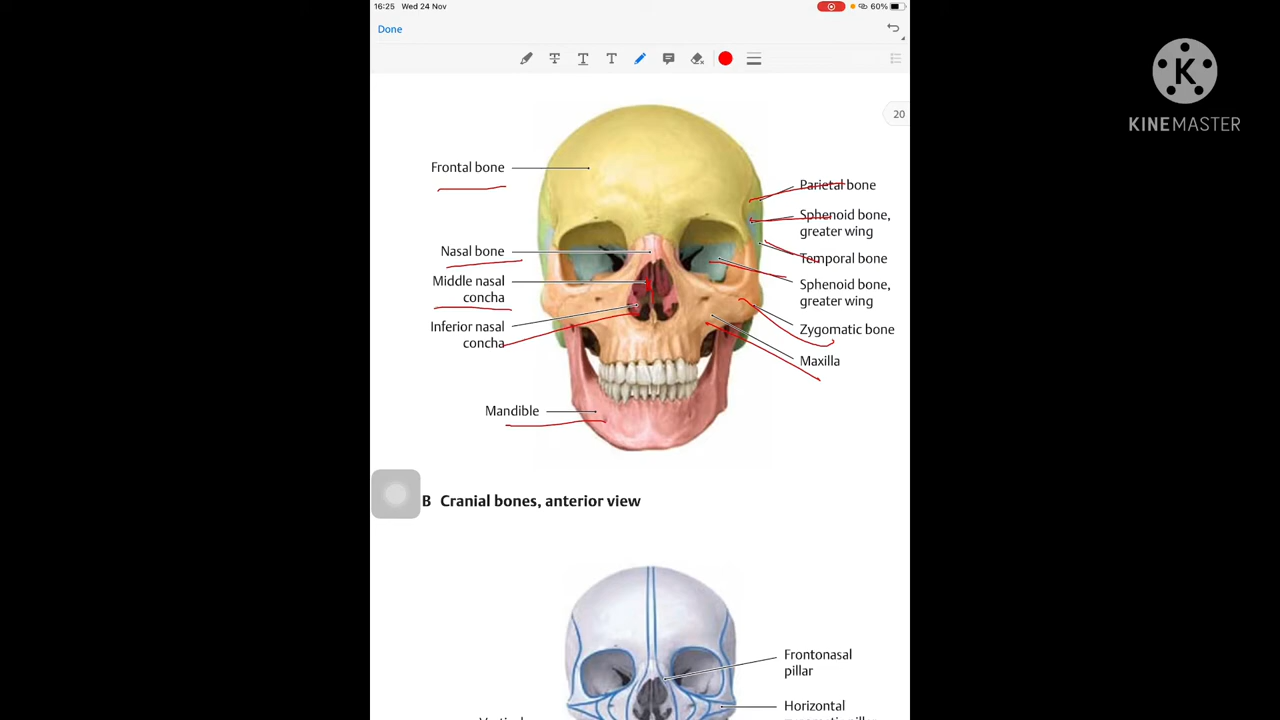 16:25 Wed 24 Nov
60%
Done
T T T
20
K
KINEMASTER
Frontal bone
Nasal bone
Middle nasal
concha
Inferior nasal
concha
Mandible
Parietal bone
Sphenoid bone,
greater wing
Temporal bone
Sphenoid bone,
greater wing
Zygomatic bone
Maxilla
B Cranial bones, anterior view
Frontonasal
pillar
Horizontal